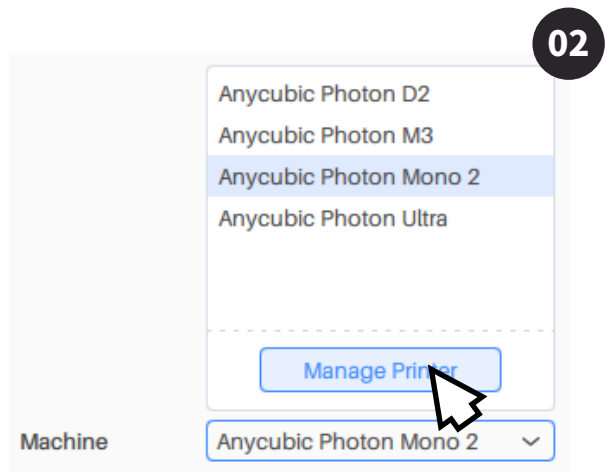 02
Anycubic Photon D2
Anycubic Photon M3
Anycubic Photon Mono 2
Anycubic Photon Ultra
Manage Printer
Machine Anycubic Photon Mono 2